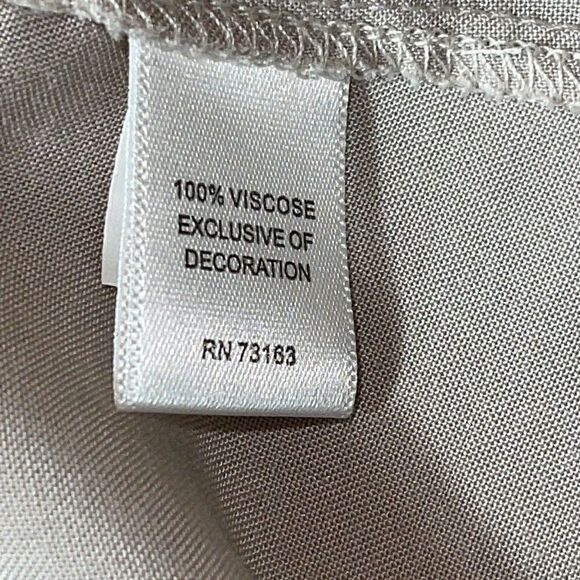 100% VISCOSE
EXCLUSIVE OF
DECORATION
RN 73163